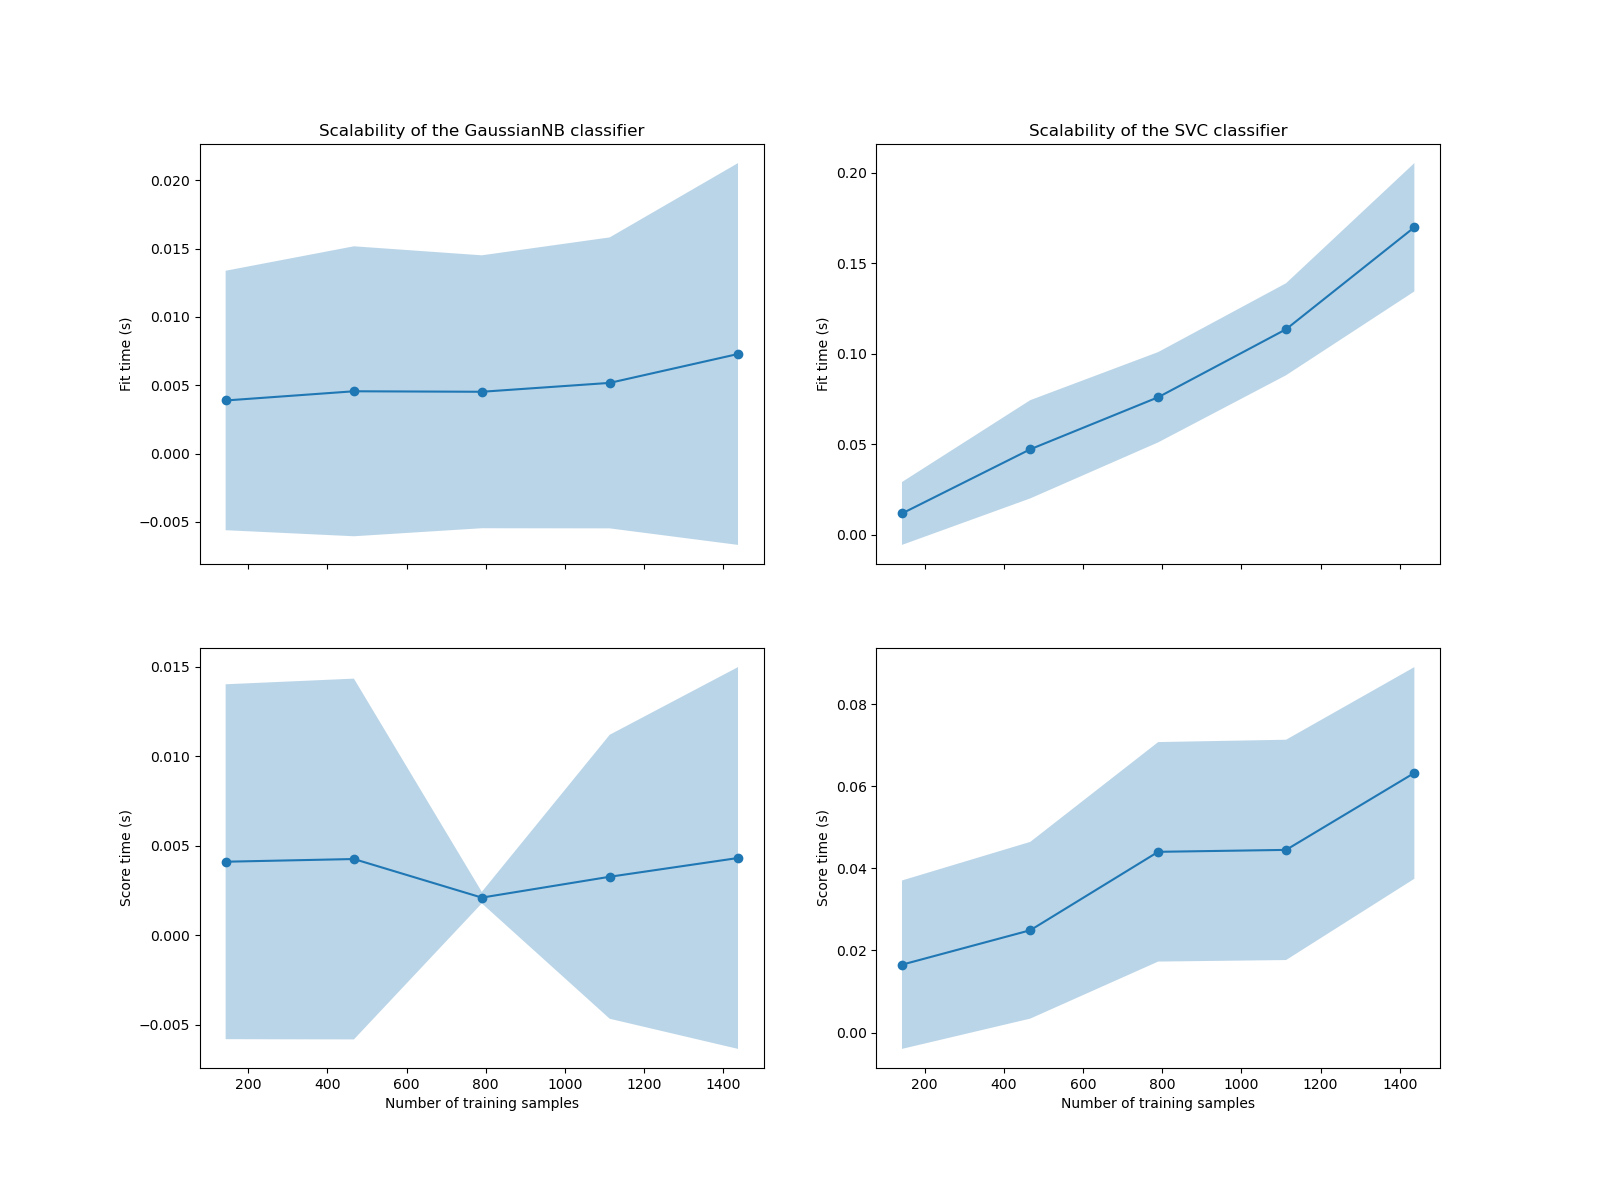 Scalability of the GaussianNB classifier
0.020
0.015
0.010
0.005
0.000
−0.005
Fit time (s)
Scalability of the SVC classifier
0.20
0.15
0.10
0.05
0.00
Fit time (s)
0.015
0.010
0.005
0.000
−0.005
Score time (s)
200 400 600 800 1000 1200 1400
Number of training samples
0.08
0.06
0.04
0.02
0.00
Score time (s)
200 400 600 800 1000 1200 1400
Number of training samples